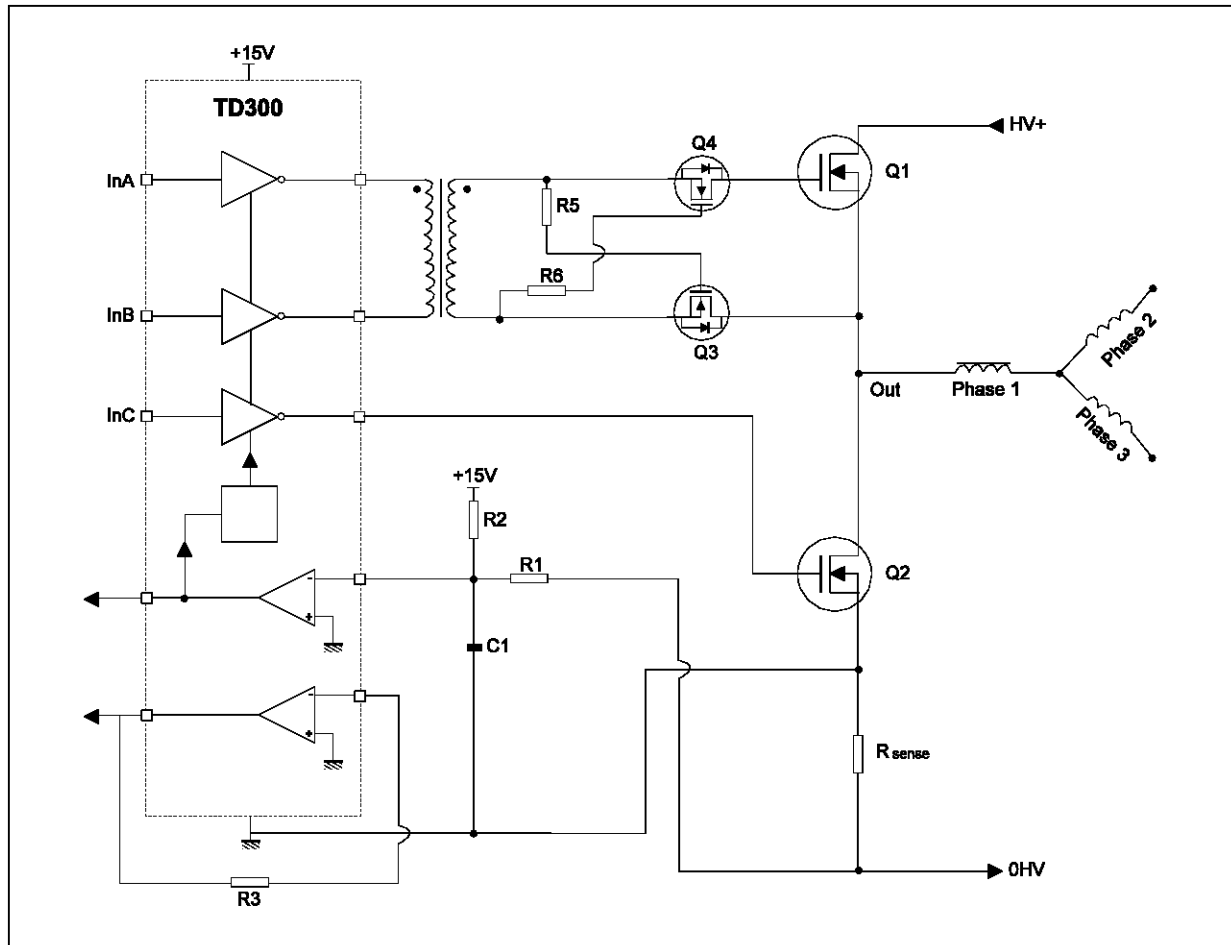 +15V
TD300
InA
InB
InC
R5
R6
Q4
Q3
Q1
HV+
Out
Phase 1
Phase 2
Phase 3
+15V
R2
R1
C1
Q2
R sense
R3
0HV
- +
- +